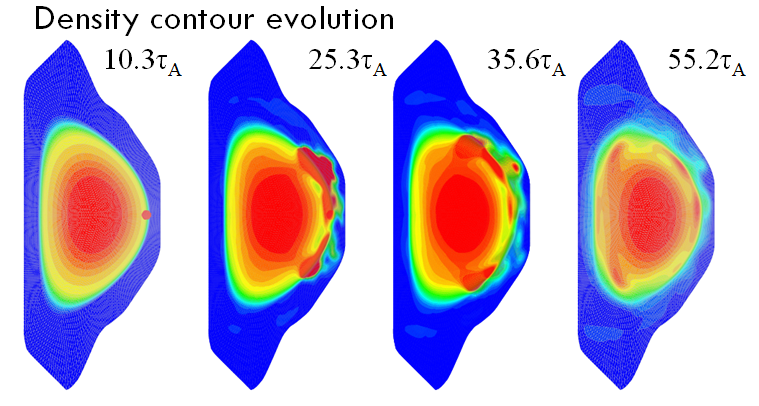 Density contour evolution
10.3τA 25.3τA 35.6τA 55.2τA